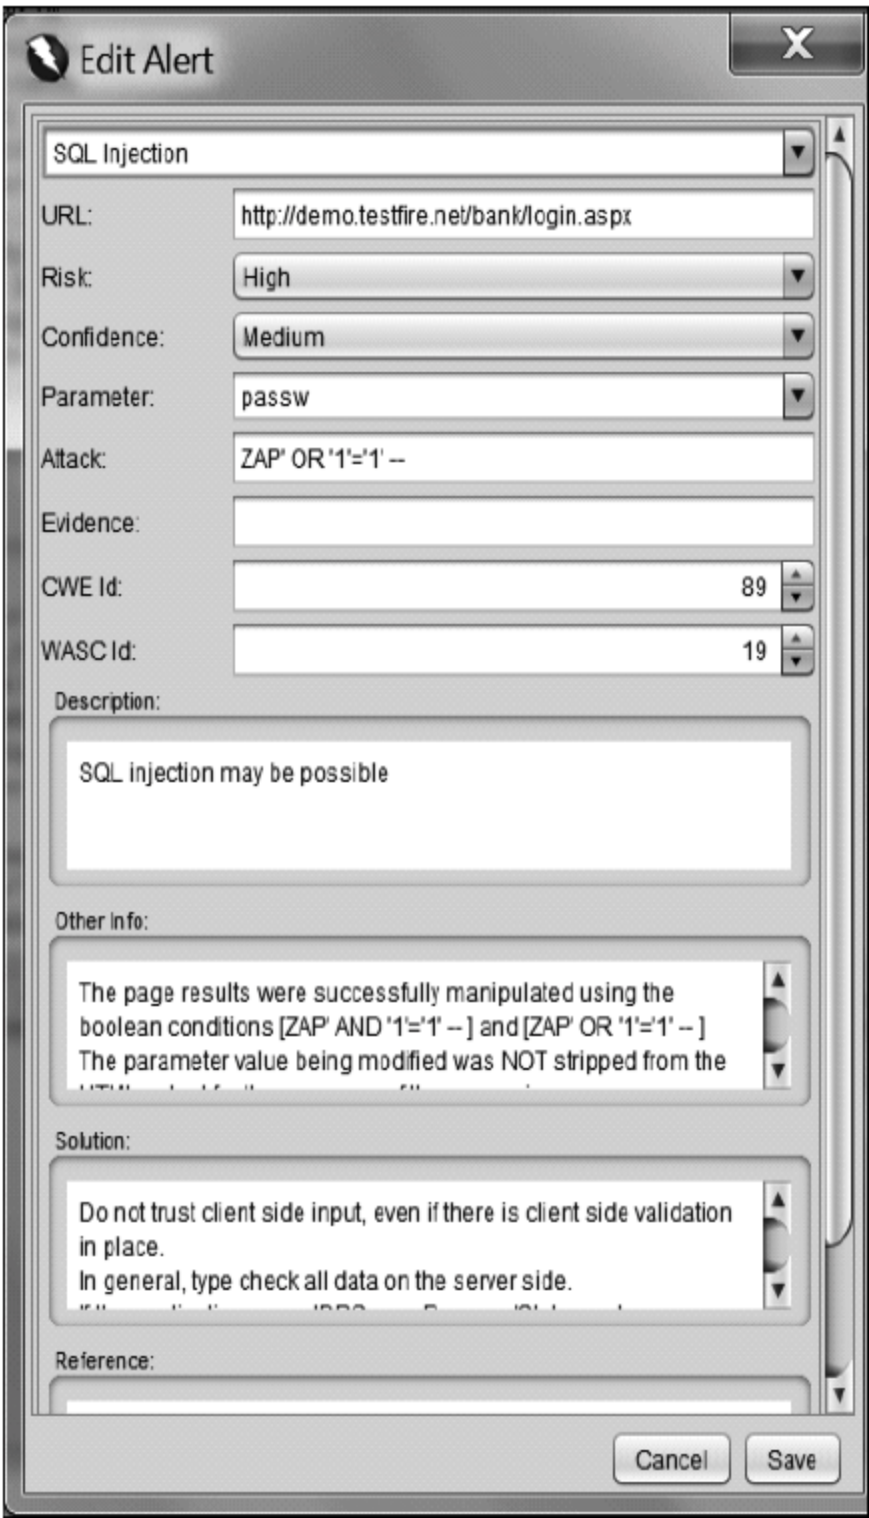 Edit Alert
X
SQL Injection
URL: http://demo.testfire.net/bank/login.aspx
Risk: High
Confidence: Medium
Parameter: passw
Attack: ZAP' OR '1'='1' --
Evidence:
CWE Id: 89
WASC Id: 19
Description:
SQL injection may be possible
Other Info:
The page results were successfully manipulated using the
boolean conditions [ZAP' AND '1'='1' -- ] and [ZAP' OR '1'='1' -- ]
The parameter value being modified was NOT stripped from the
Solution:
Do not trust client side input, even if there is client side validation
in place.
In general, type check all data on the server side.
Reference:
Cancel Save